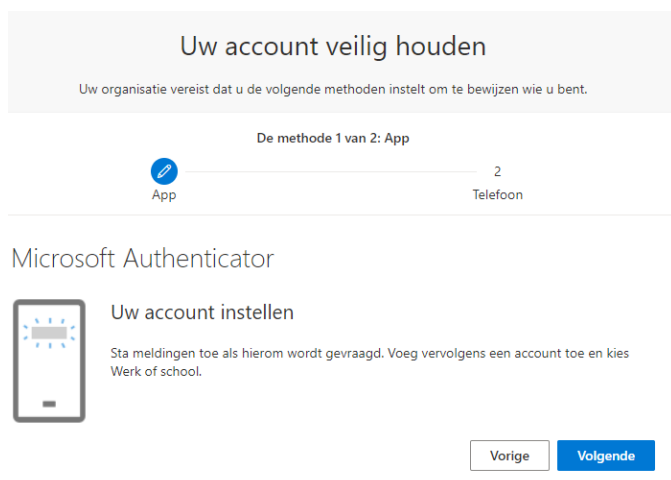 Uw account veilig houden
Uw organisatie vereist dat u de volgende methoden instelt om te bewijzen wie u bent.
De methode 1 van 2: App
2
App
Telefoon
Microsoft Authenticator
Uw account instellen
Sta meldingen toe als hierom wordt gevraagd. Voeg vervolgens een account toe en kies
Werk of school.
Vorige
Volgende